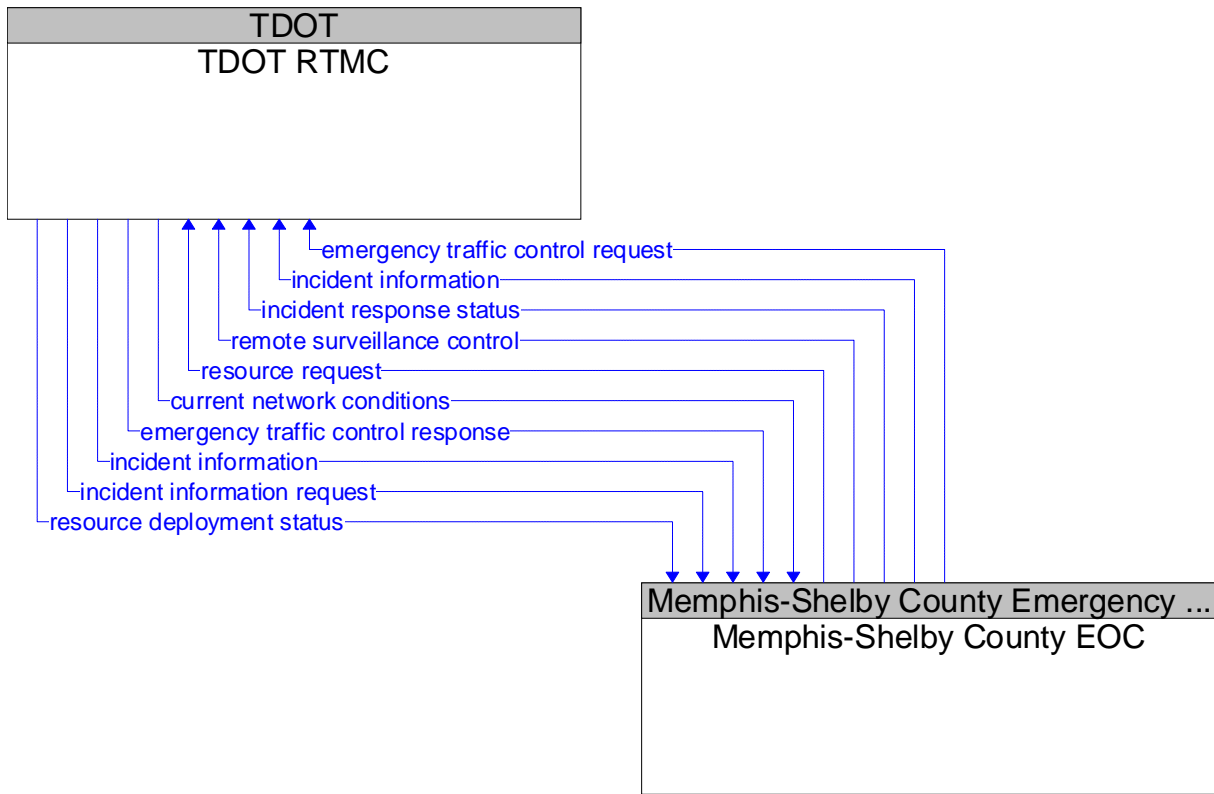 TDOT
TDOT RTMC
emergency traffic control request
incident information
incident response status
remote surveillance control
resource request
current network conditions
emergency traffic control response
incident information
incident information request
resource deployment status
Memphis-Shelby County Emergency ...
Memphis-Shelby County EOC